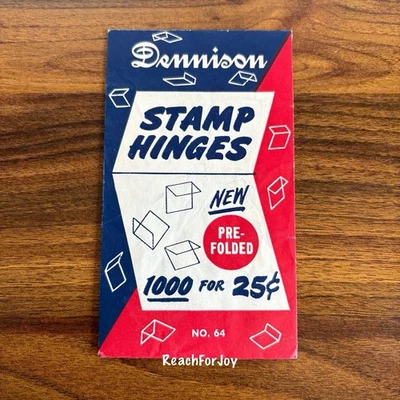 Dennison
STAMP
HINGES
NEW
PRE-
FOLDED
1000 FOR 25¢
NO. 64
ReachForJoy